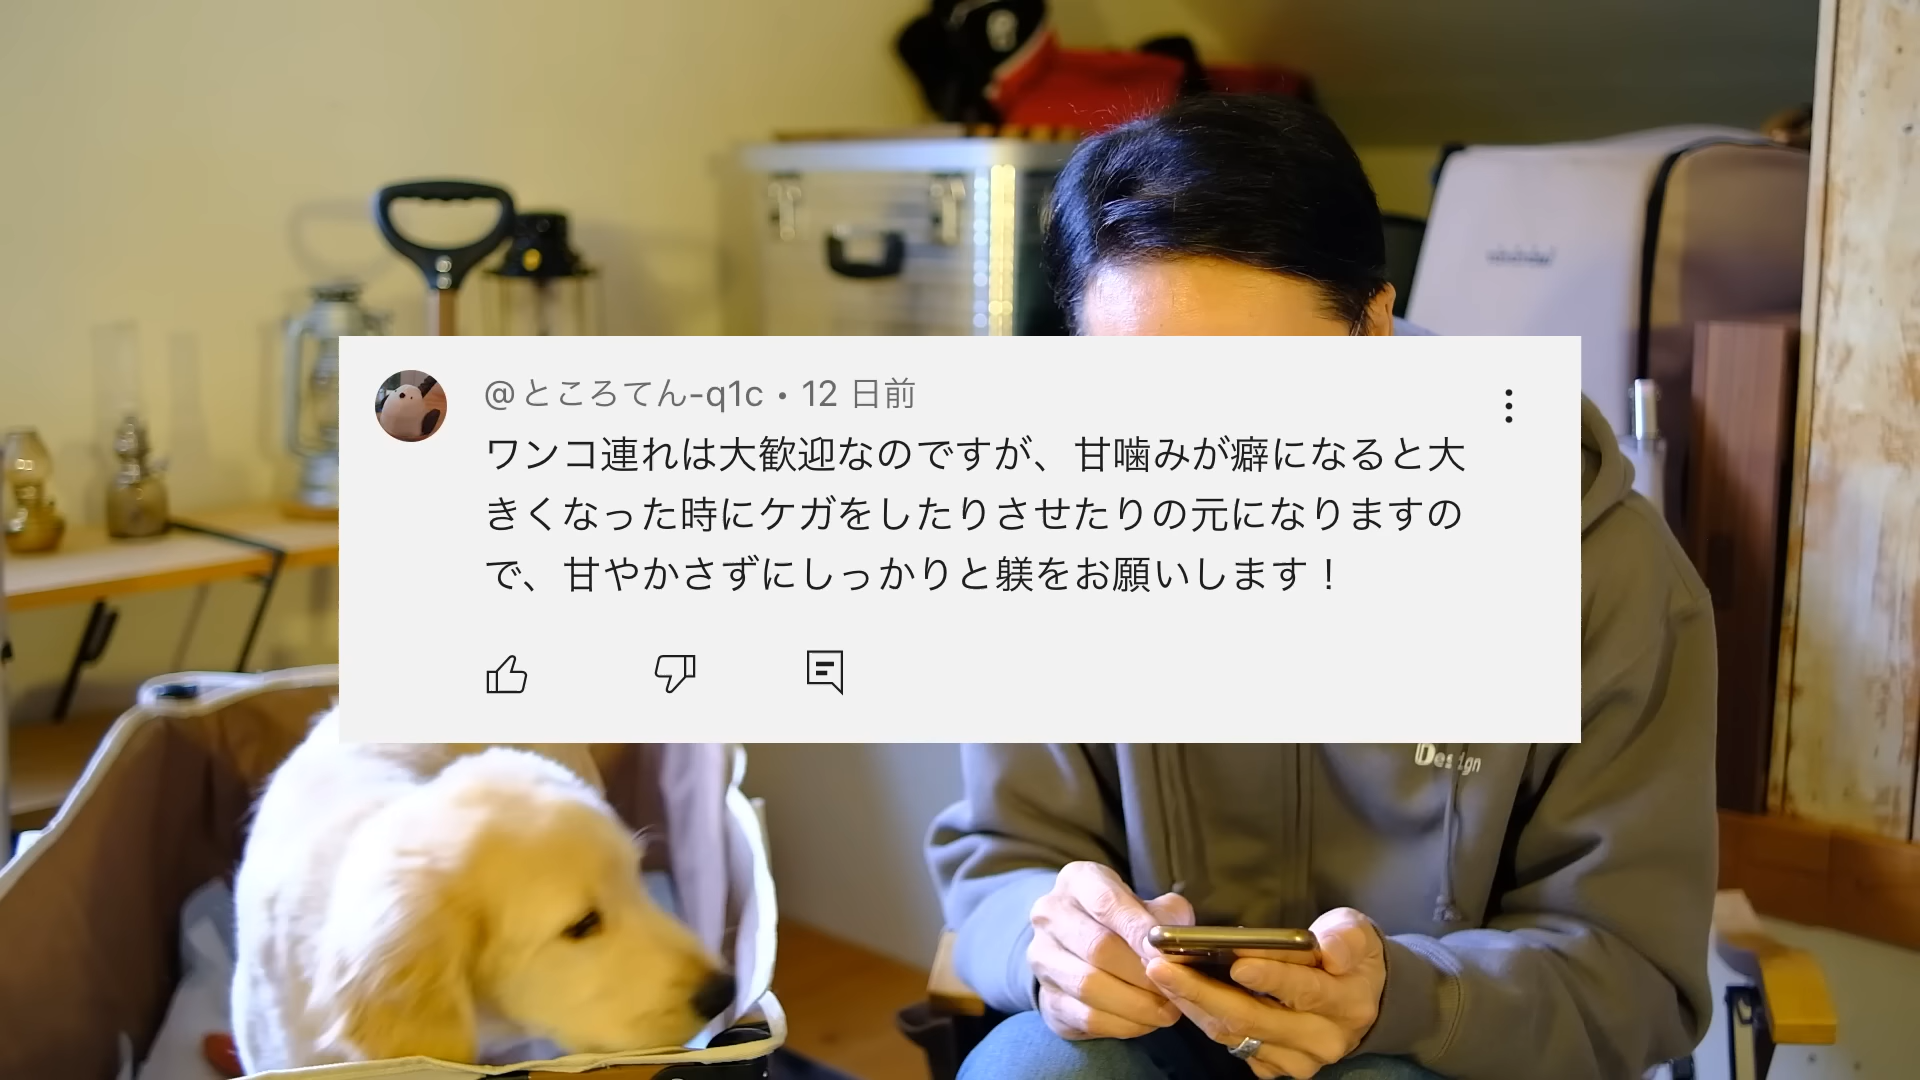 @ところてん-q1c・12 日前
ワンコ連れは大歓迎なのですが、甘噛みが癖になると大
きくなった時にケガをしたりさせたりの元になりますの
で、甘やかさずにしっかりと躾をお願いします！
Design